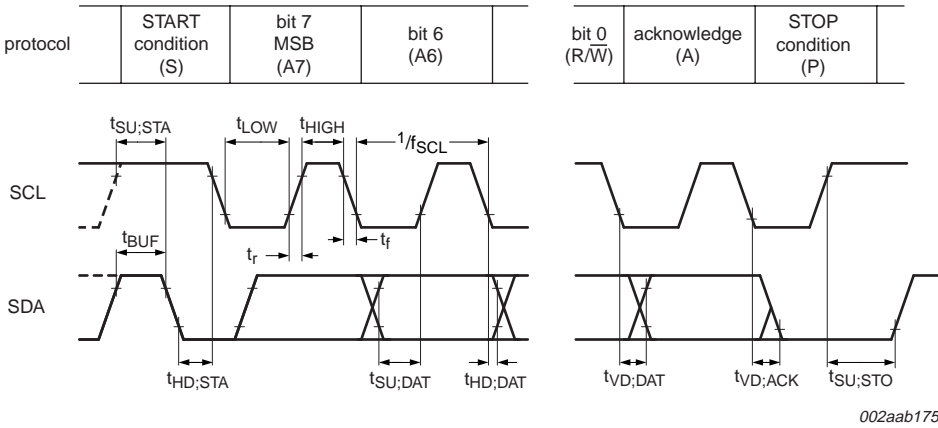 protocol
START
condition
(S)
bit 7
MSB
(A7)
bit 6
(A6)
bit 0
(R/W̅)
acknowledge
(A)
STOP
condition
(P)
tSU;STA
tLOW
tHIGH
1/fSCL
SCL
tBUF
tr
tf
SDA
tHD;STA
tSU;DAT
tHD;DAT
tVD;DAT
tVD;ACK
tSU;STO
002aab175